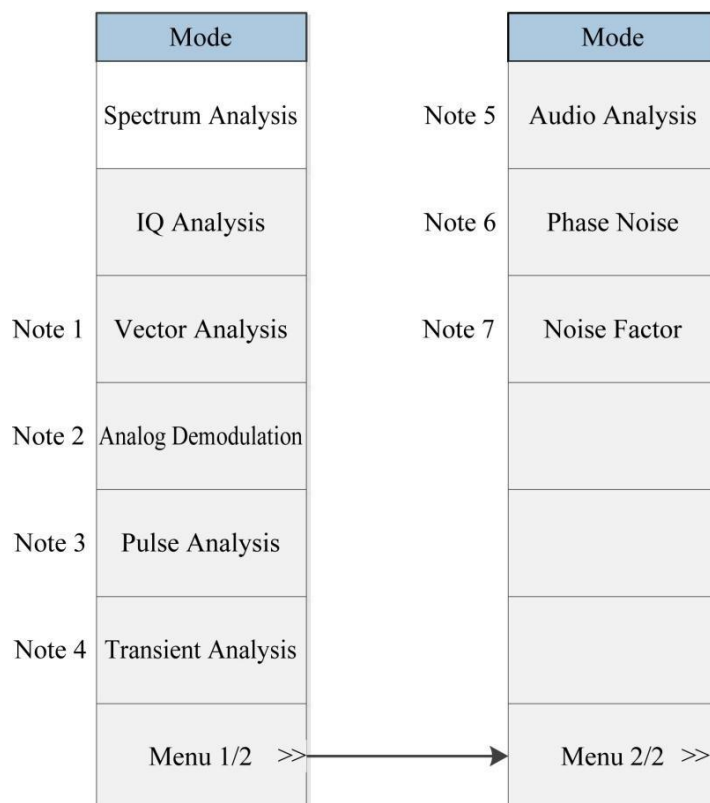 Mode
Spectrum Analysis
IQ Analysis
Note 1 Vector Analysis
Note 2 Analog Demodulation
Note 3 Pulse Analysis
Note 4 Transient Analysis
Menu 1/2 >>
Mode
Note 5 Audio Analysis
Note 6 Phase Noise
Note 7 Noise Factor
Menu 2/2 >>